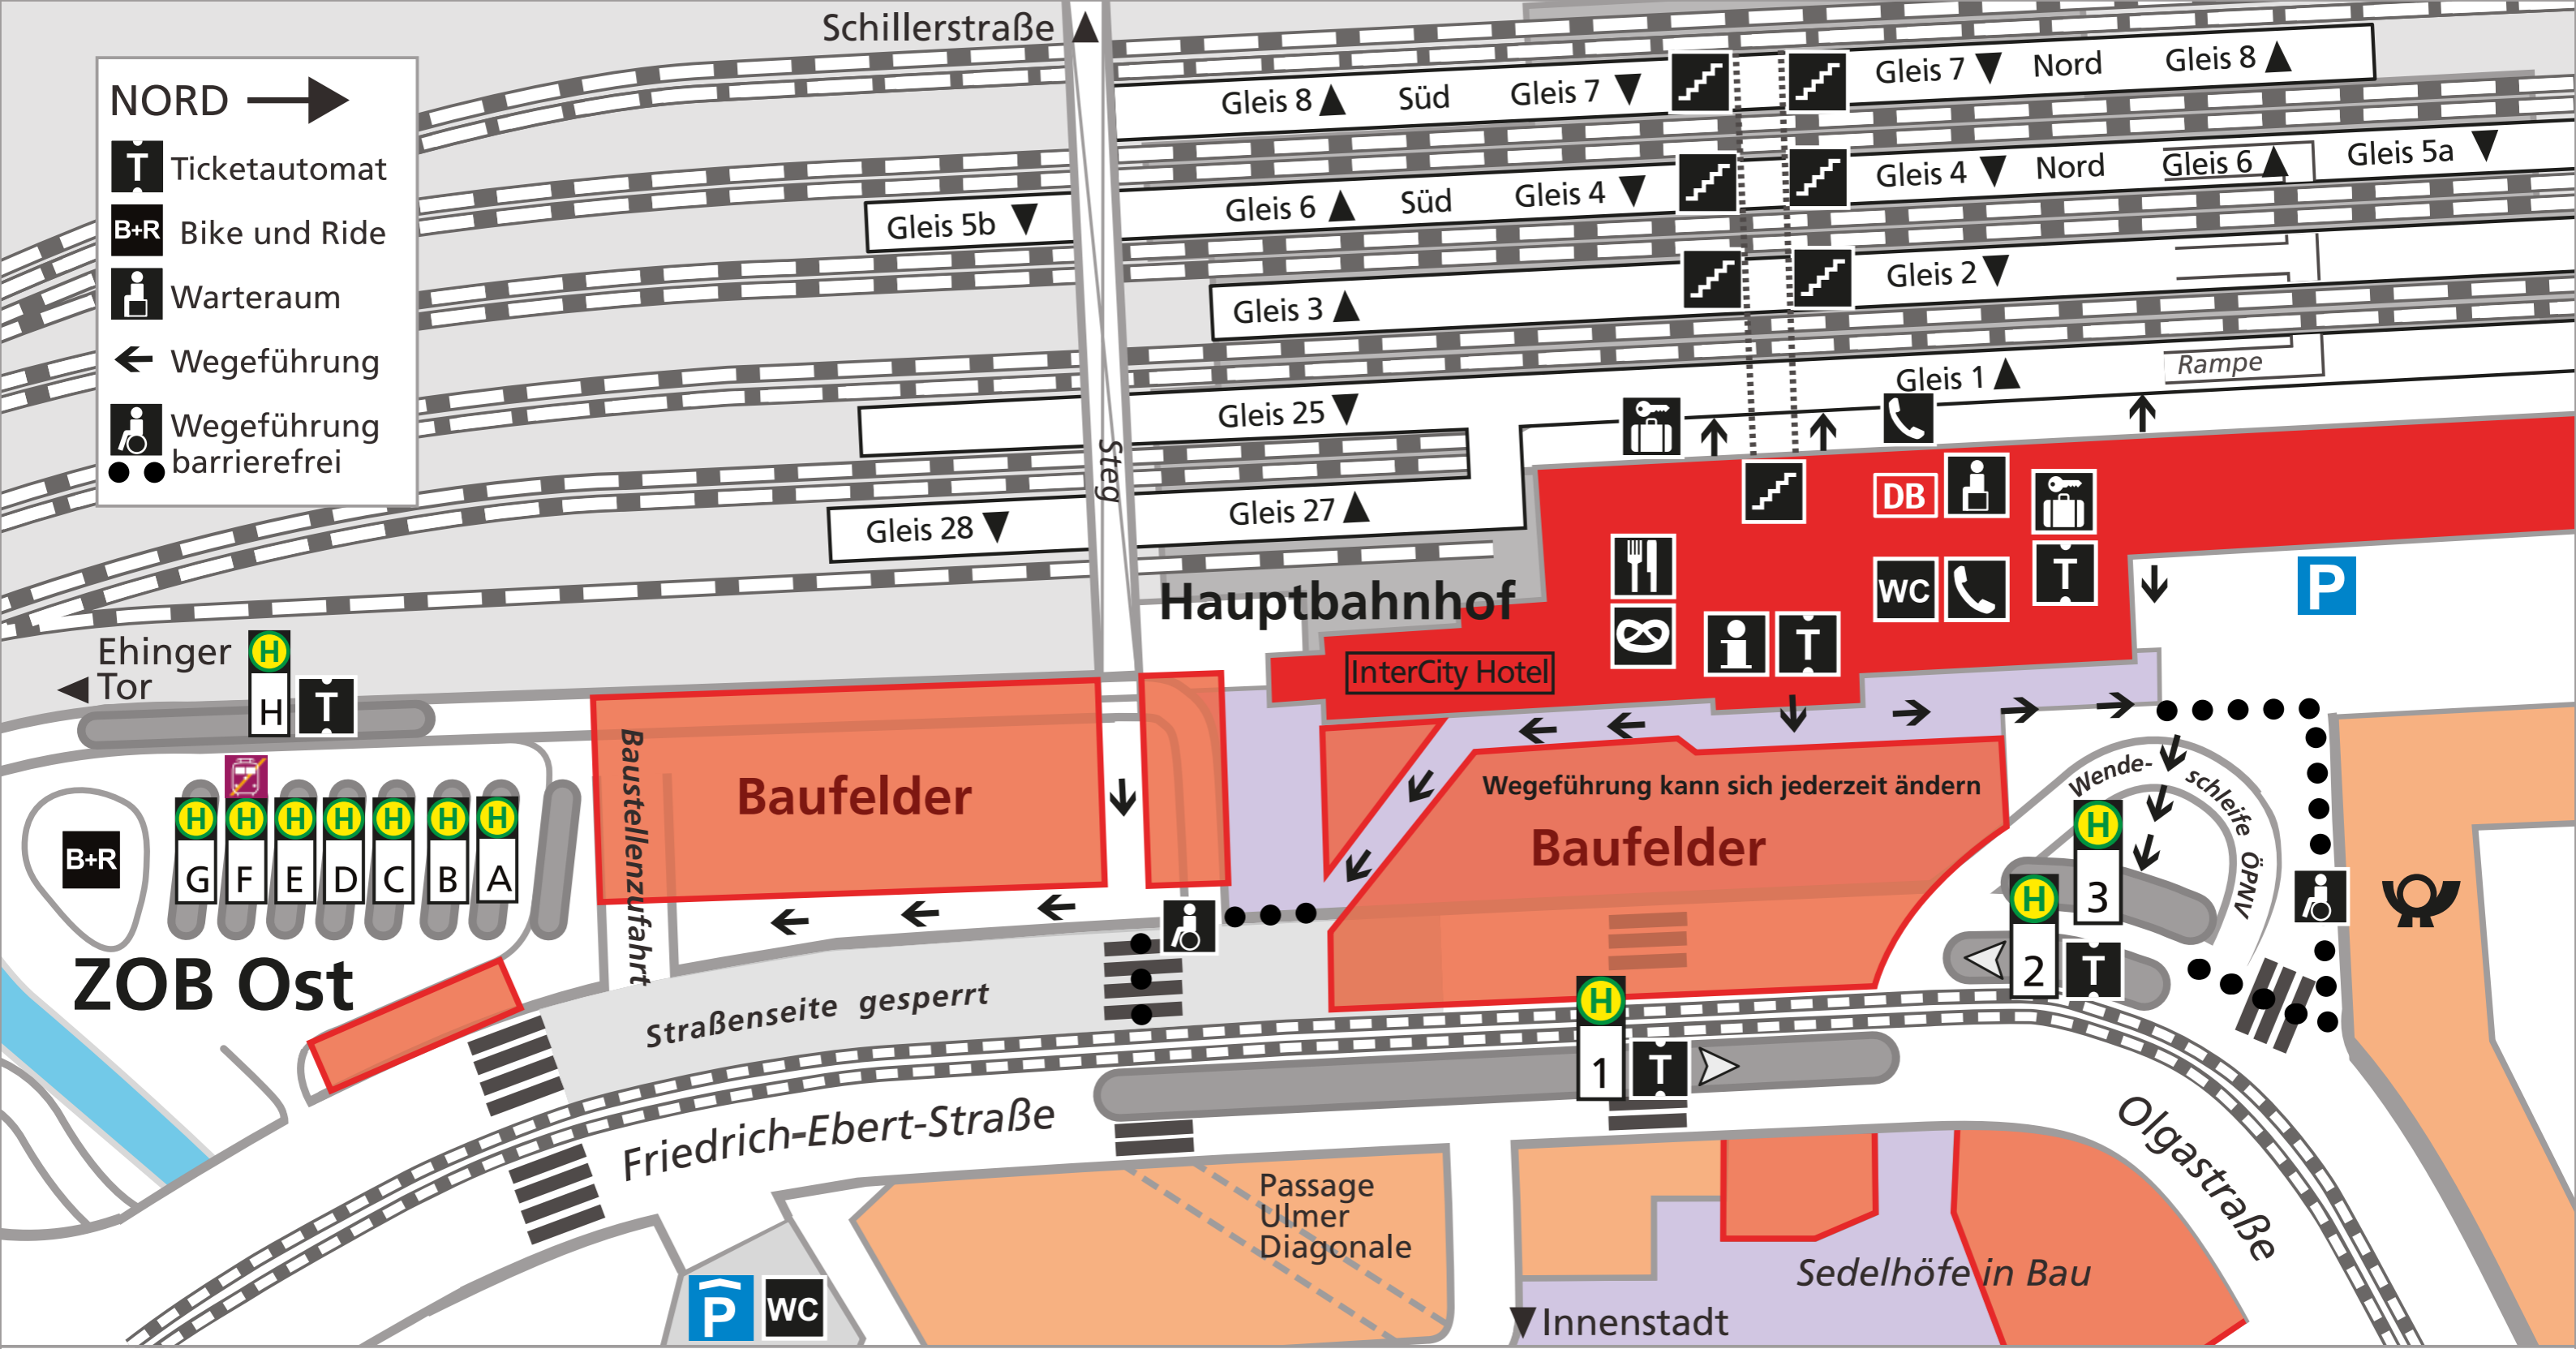 Schillerstraße
NORD
T Ticketautomat
B+R Bike und Ride
Warteraum
Wegeführung
Wegeführung
barrierefrei
Gleis 8 Süd Gleis 7
Gleis 7 Nord Gleis 8
Gleis 5b
Gleis 6 Süd Gleis 4
Gleis 4 Nord Gleis 6 Gleis 5a
Gleis 3
Gleis 2
Gleis 1
Rampe
Gleis 25
Steg
Gleis 28
Gleis 27
DB
WC
T
P
Hauptbahnhof
InterCity Hotel
T
Ehinger
Tor
H
H
T
Baustellenzufahrt
Baufelder
Wegeführung kann sich jederzeit ändern
Baufelder
Wende-
schleife
ÖPNV
H
3
H
2
T
B+R
H H H H H H H
G F E D C B A
ZOB Ost
Straßenseite gesperrt
H
1
T
Friedrich-Ebert-Straße
Olgastraße
Passage
Ulmer
Diagonale
Sedelhöfe in Bau
P
WC
Innenstadt